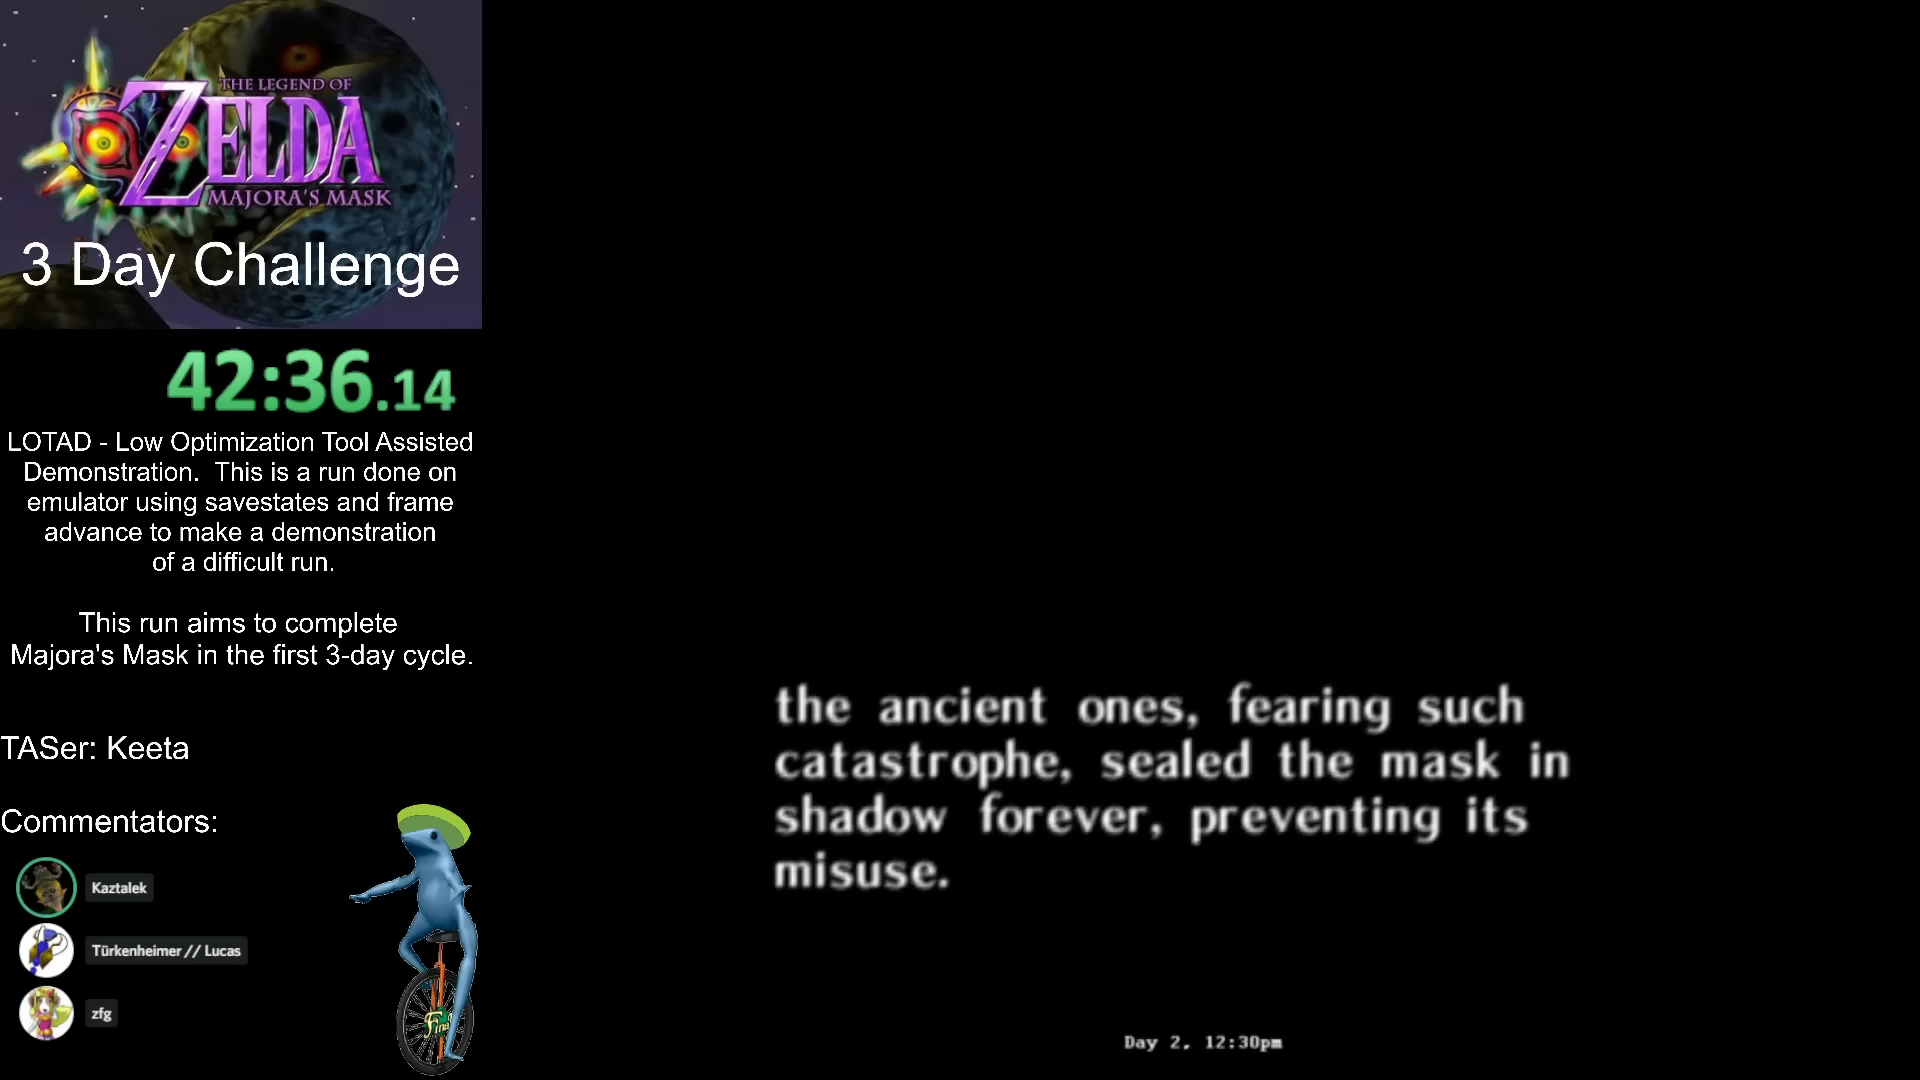 THE LEGEND OF
ZELDA
MAJORA'S MASK
3 Day Challenge
42:36.14
LOTAD - Low Optimization Tool Assisted
Demonstration.  This is a run done on
emulator using savestates and frame
advance to make a demonstration
of a difficult run.
This run aims to complete
Majora's Mask in the first 3-day cycle.
TASer: Keeta
Commentators:
Kaztalek
Türkenheimer // Lucas
zfg
the ancient ones, fearing such
catastrophe, sealed the mask in
shadow forever, preventing its
misuse.
Day 2, 12:30pm